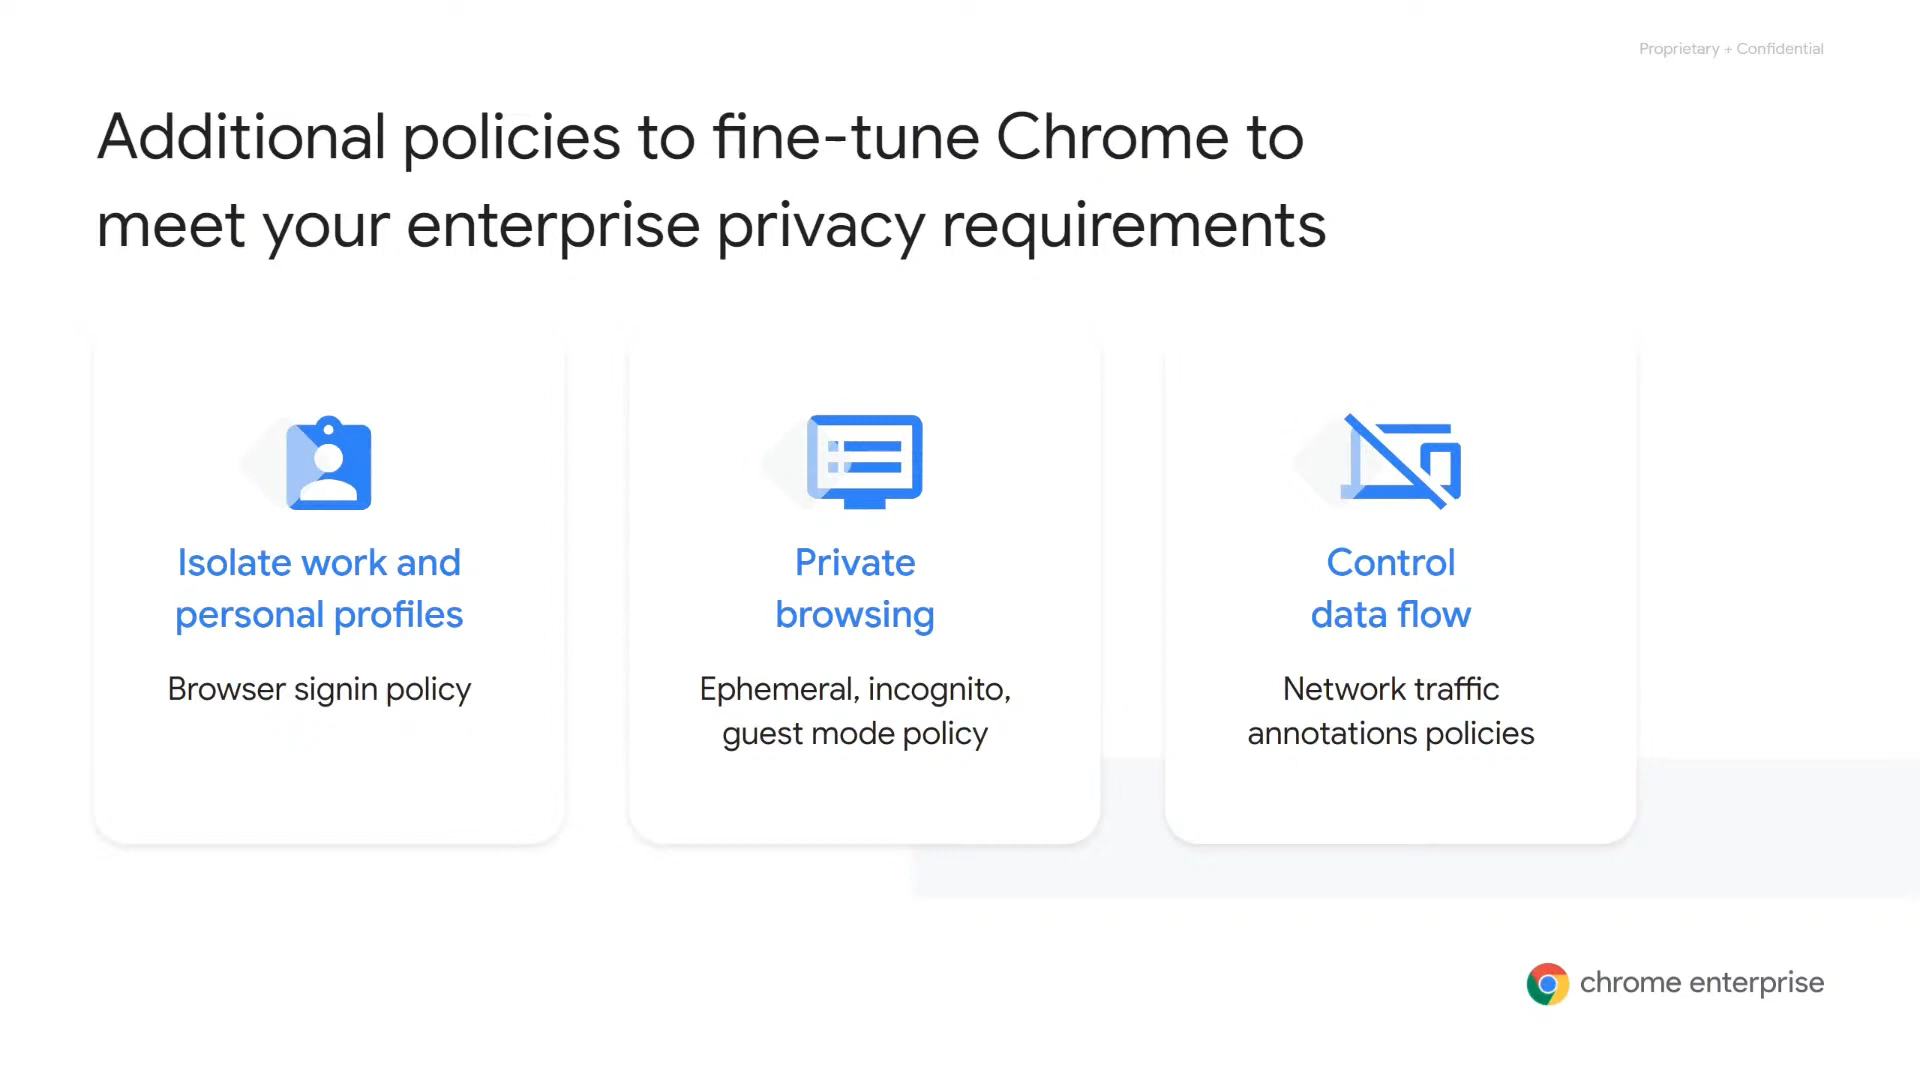 Proprietary + Confidential
Additional policies to fine-tune Chrome to
meet your enterprise privacy requirements
Isolate work and
personal profiles
Browser signin policy
Private
browsing
Ephemeral, incognito,
guest mode policy
Control
data flow
Network traffic
annotations policies
chrome enterprise